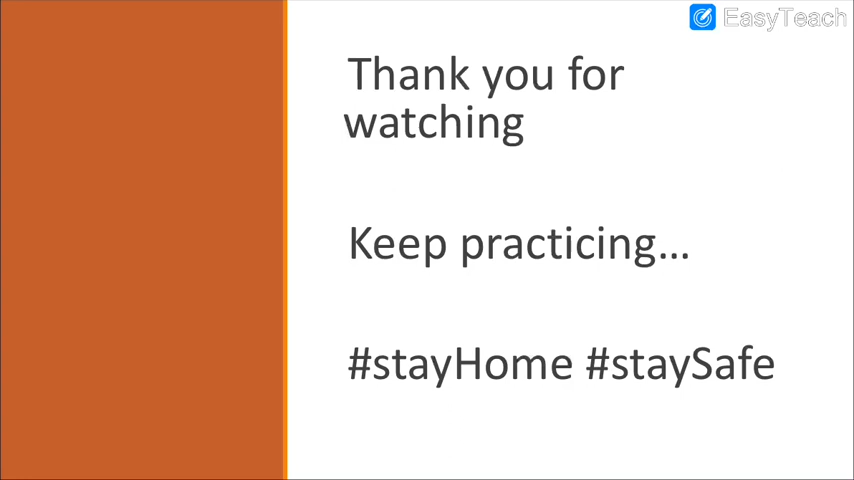 EasyTeach
Thank you for
watching
Keep practicing...
#stayHome #staySafe